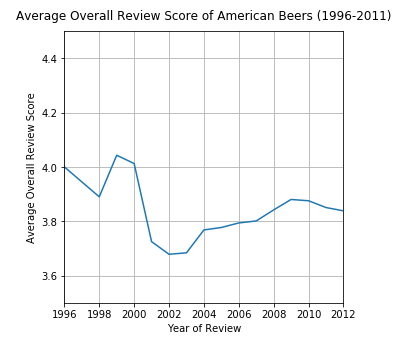 Average Overall Review Score of American Beers (1996-2011)
4.4
4.2
4.0
3.8
3.6
Average Overall Review Score
1996 1998 2000 2002 2004 2006 2008 2010 2012
Year of Review